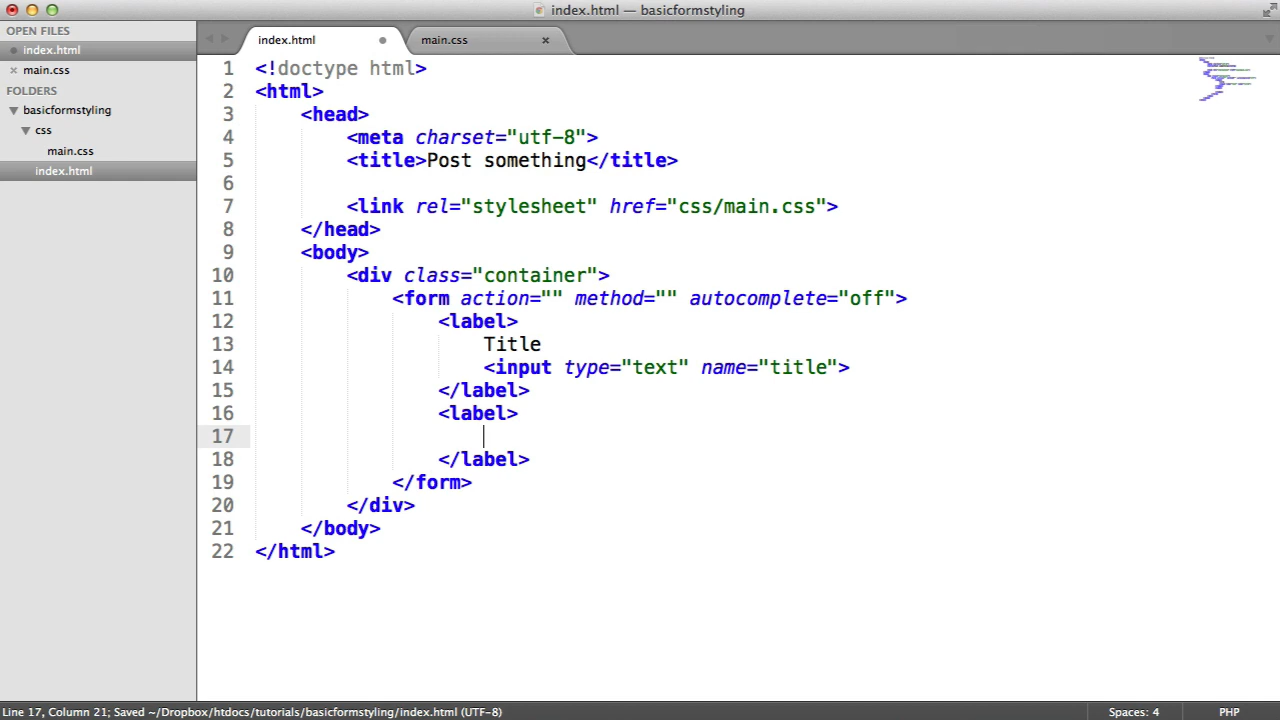 index.html — basicformstyling
OPEN FILES
index.html
main.css
FOLDERS
basicformstyling
css
main.css
index.html
index.html
main.css
1 <!doctype html>
2 <html>
3 <head>
4 <meta charset="utf-8">
5 <title>Post something</title>
6
7 <link rel="stylesheet" href="css/main.css">
8 </head>
9 <body>
10 <div class="container">
11 <form action="" method="" autocomplete="off">
12 <label>
13 Title
14 <input type="text" name="title">
15 </label>
16 <label>
17
18 </label>
19 </form>
20 </div>
21 </body>
22 </html>
Line 17, Column 21; Saved ~/Dropbox/htdocs/tutorials/basicformstyling/index.html (UTF-8)
Spaces: 4
PHP